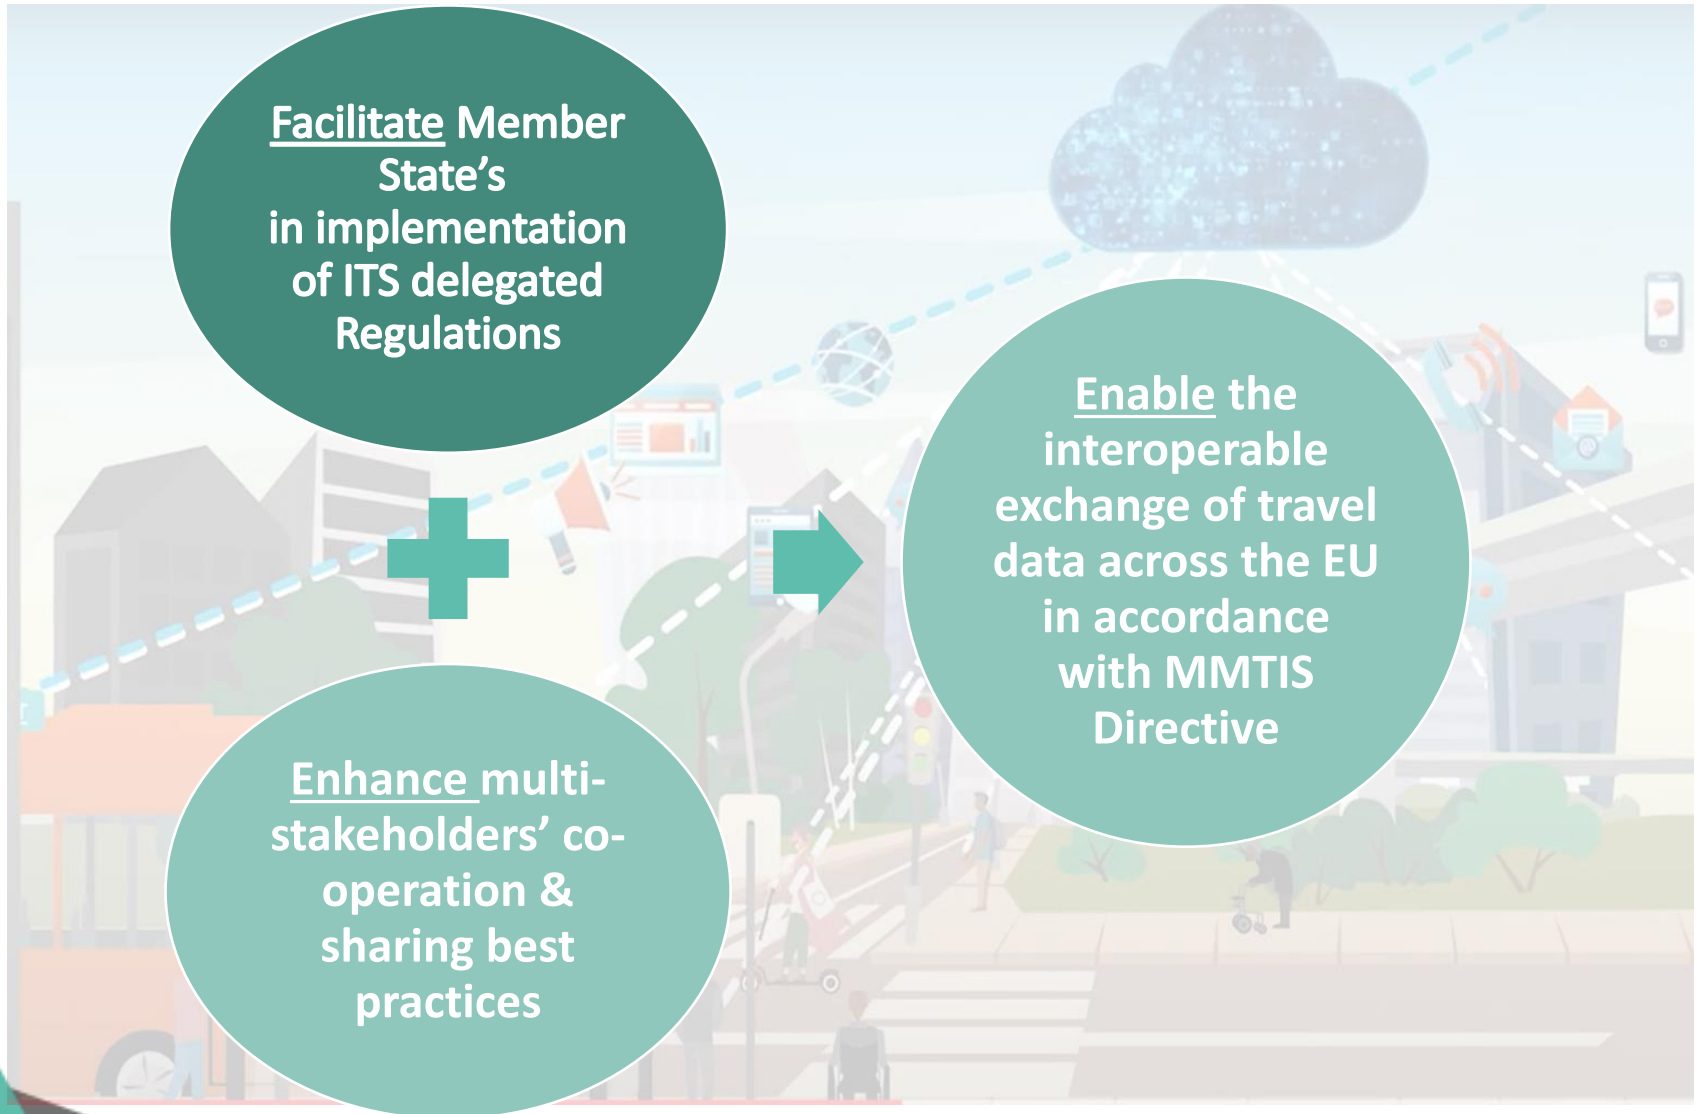 Facilitate Member
State’s
in implementation
of ITS delegated
Regulations
Enhance multi-
stakeholders’ co-
operation &
sharing best
practices
Enable the
interoperable
exchange of travel
data across the EU
in accordance
with MMTIS
Directive